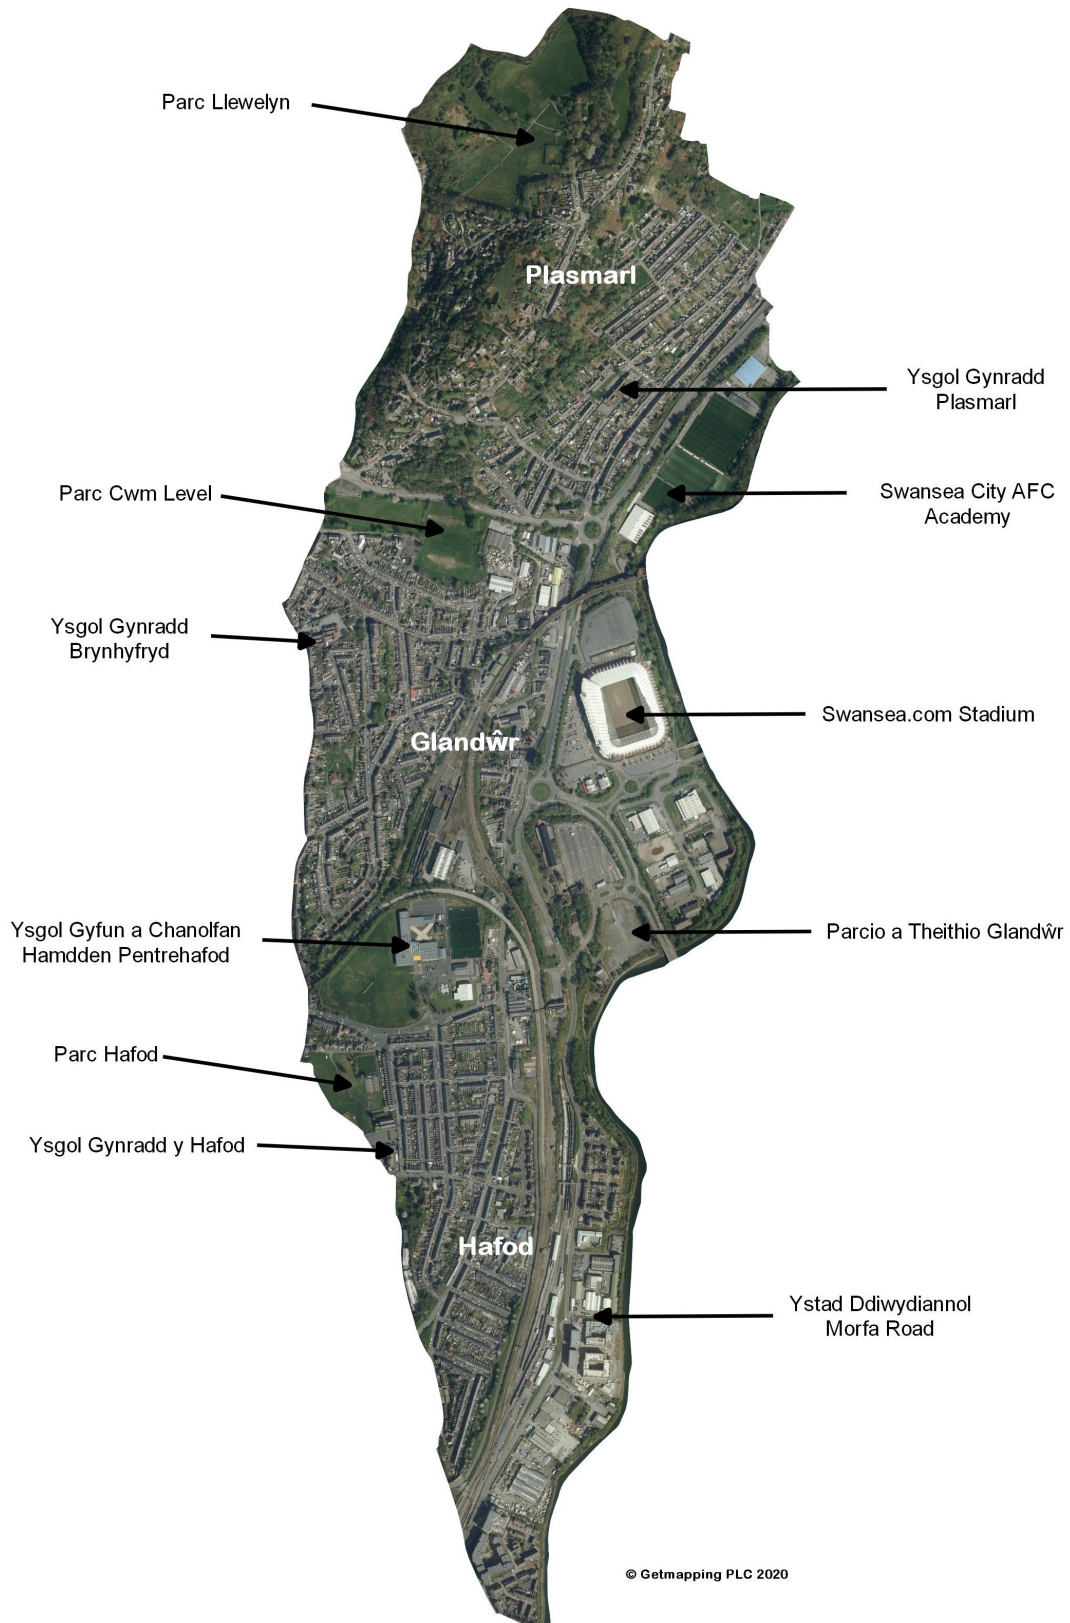 Parc Llewelyn
Plasmarl
Ysgol Gynradd
Plasmarl
Parc Cwm Level
Swansea City AFC
Academy
Ysgol Gynradd
Brynhyfryd
Swansea.com Stadium
Glandŵr
Ysgol Gyfun a Chanolfan
Hamdden Pentrehafod
Parcio a Theithio Glandŵr
Parc Hafod
Ysgol Gynradd y Hafod
Hafod
Ystad Ddiwydiannol
Morfa Road
© Getmapping PLC 2020